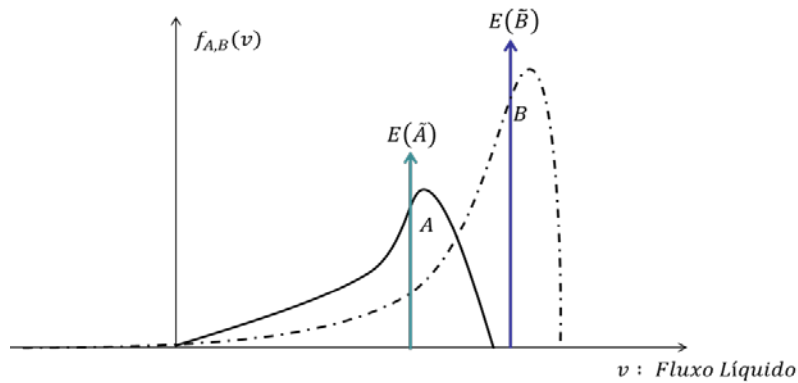 E(B̃)
f_{A,B}(v)
B
E(Ã)
A
v : Fluxo Líquido